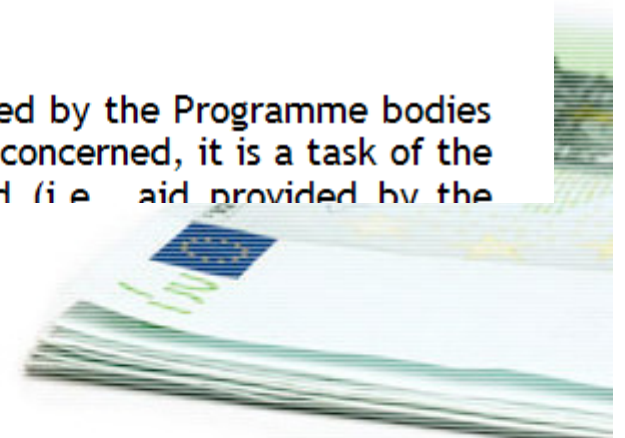 ed by the Programme bodies
concerned, it is a task of the
d (i.e. aid provided by the